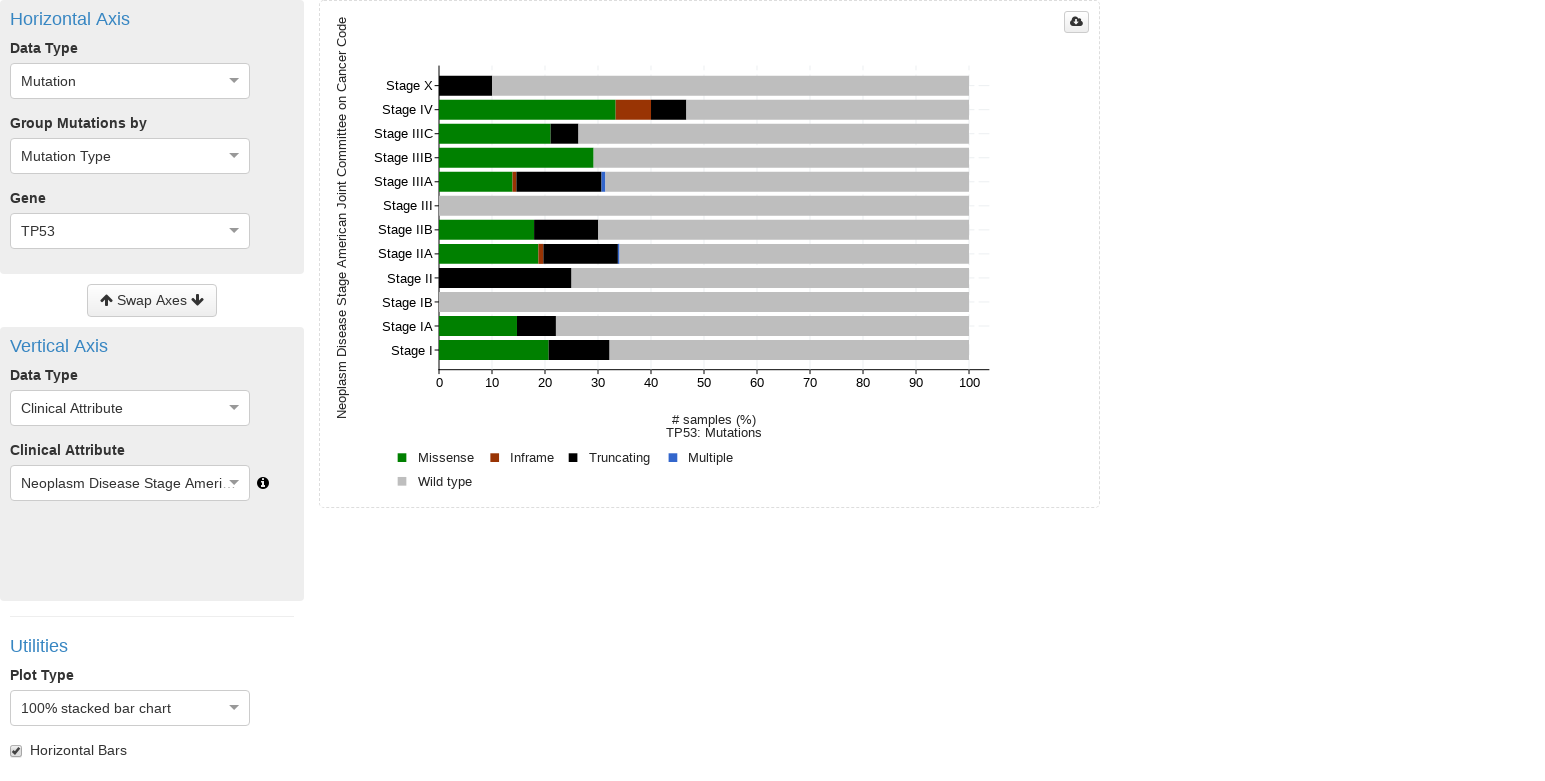 Horizontal Axis
Data Type
Mutation
Group Mutations by
Mutation Type
Gene
TP53
Swap Axes
Vertical Axis
Data Type
Clinical Attribute
Clinical Attribute
Neoplasm Disease Stage Ameri...
Utilities
Plot Type
100% stacked bar chart
Horizontal Bars
Neoplasm Disease Stage American Joint Committee on Cancer Code
Stage X
Stage IV
Stage IIIC
Stage IIIB
Stage IIIA
Stage III
Stage IIB
Stage IIA
Stage II
Stage IB
Stage IA
Stage I
0 10 20 30 40 50 60 70 80 90 100
# samples (%)
TP53: Mutations
Missense Inframe Truncating Multiple
Wild type